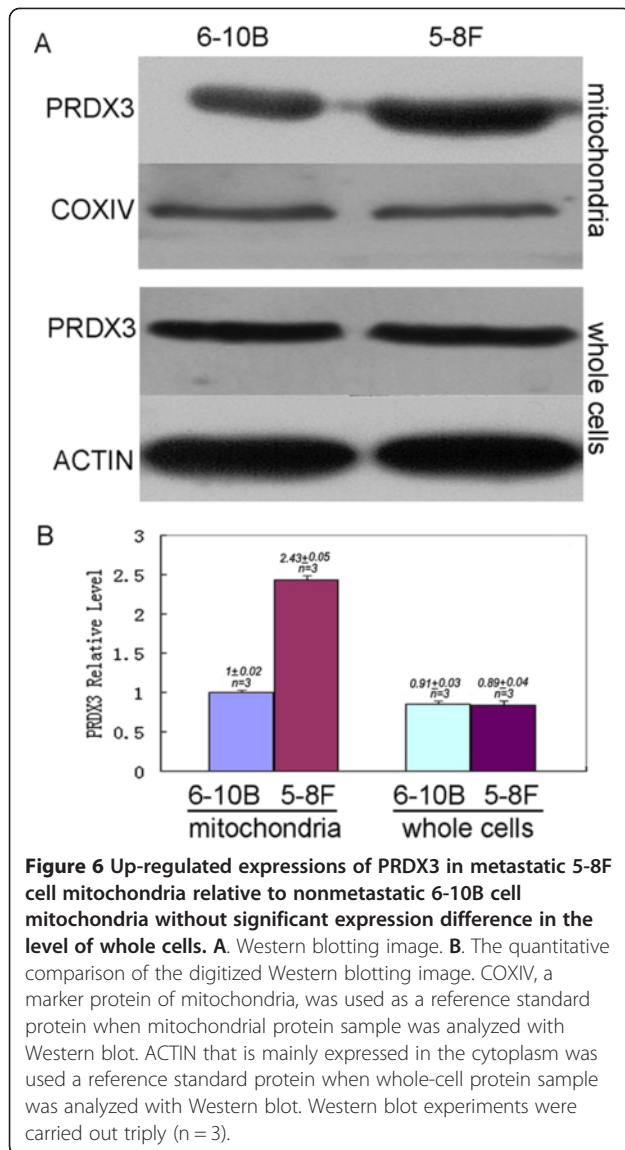 A
6-10B 5-8F
PRDX3
COXIV
mitochondria
PRDX3
ACTIN
whole cells
B
PRDX3 Relative Level
3
2.5
2
1.5
1
0.5
0
1±0.02
n=3
2.43±0.05
n=3
0.91±0.03
n=3
0.89±0.04
n=3
6-10B 5-8F 6-10B 5-8F
mitochondria whole cells
Figure 6 Up-regulated expressions of PRDX3 in metastatic 5-8F
cell mitochondria relative to nonmetastatic 6-10B cell
mitochondria without significant expression difference in the
level of whole cells. A. Western blotting image. B. The quantitative
comparison of the digitized Western blotting image. COXIV, a
marker protein of mitochondria, was used as a reference standard
protein when mitochondrial protein sample was analyzed with
Western blot. ACTIN that is mainly expressed in the cytoplasm was
used a reference standard protein when whole-cell protein sample
was analyzed with Western blot. Western blot experiments were
carried out triply (n = 3).